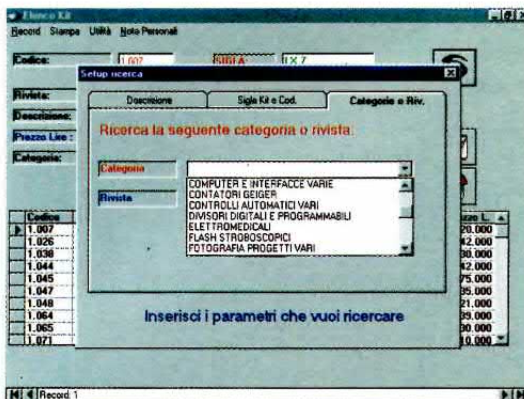 Elenco Kit
Record Stampa Utilità Note Personali
Codice: 1.007 SIGLA: LX 7
Setup ricerca
Rivista:
Descrizione:
Prezzo Lire :
Categoria:
Descrizione Sigla Kit e Cod. Categorie o Riv.
Ricerca la seguente categoria o rivista:
Categoria
Rivista
COMPUTER E INTERFACCE VARIE
CONTATORI GEIGER
CONTROLLI AUTOMATICI VARI
DIVISORI DIGITALI E PROGRAMMABILI
ELETTROMEDICALI
FLASH STROBOSCOPICI
FOTOGRAFIA PROGETTI VARI
Inserisci i parametri che vuoi ricercare
Codice L.
1.007 20.000
1.026 42.000
1.038 30.000
1.044 42.000
1.045 75.000
1.047 35.000
1.048 21.000
1.064 39.000
1.065 30.000
1.071 10.000
Record: 1